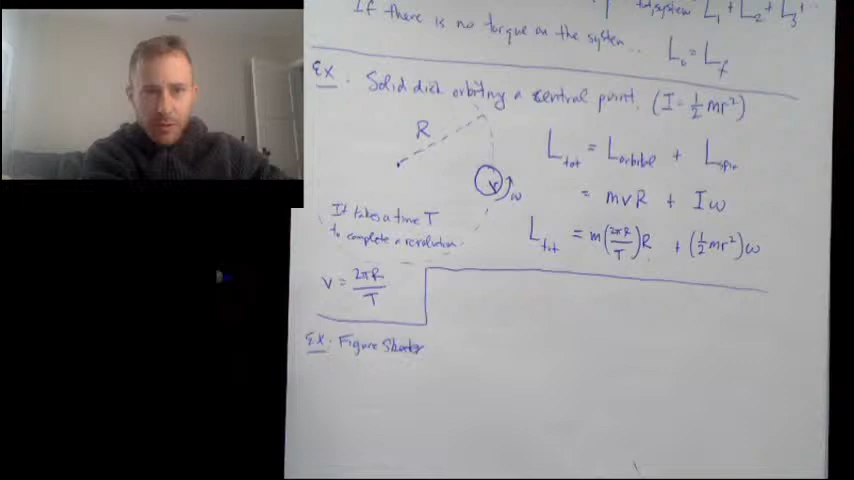 If there is no torque on the system...
tot,system L₁ + L₂ + L₃ ...
L₀ = L_f
Ex. Solid disk orbiting a central point. (I = ½mr²)
R
r
ω
L_tot = L_orbital + L_spin
= mvR + Iω
L_tot = m(2πR/T)R + (½mr²)ω
It takes a time T
to complete a revolution.
v = 2πR/T
Ex. Figure Skater